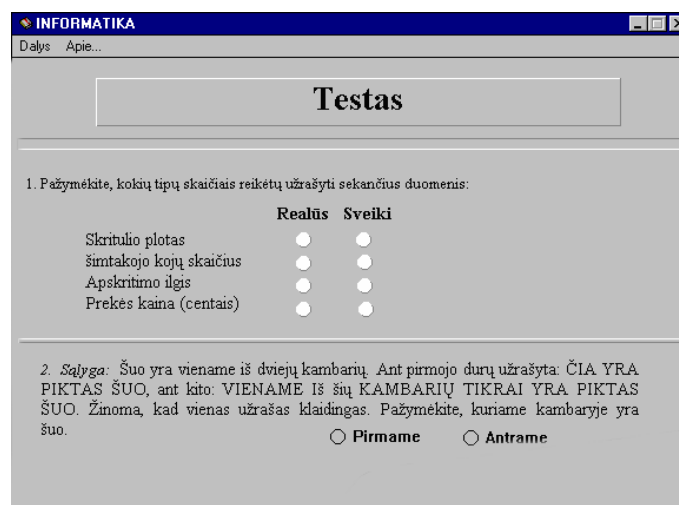 INFORMATIKA
Dalys Apie...
Testas
1. Pažymėkite, kokių tipų skaičiais reikėtų užrašyti sekančius duomenis:
Realūs Sveiki
Skritulio plotas
šimtakojo kojų skaičius
Apskritimo ilgis
Prekės kaina (centais)
2. Sąlyga: Šuo yra viename iš dviejų kambarių. Ant pirmojo durų užrašyta: ČIA YRA
PIKTAS ŠUO, ant kito: VIENAME Iš šių KAMBARIŲ TIKRAI YRA PIKTAS
ŠUO. Žinoma, kad vienas užrašas klaidingas. Pažymėkite, kuriame kambaryje yra
šuo.
Pirmame Antrame